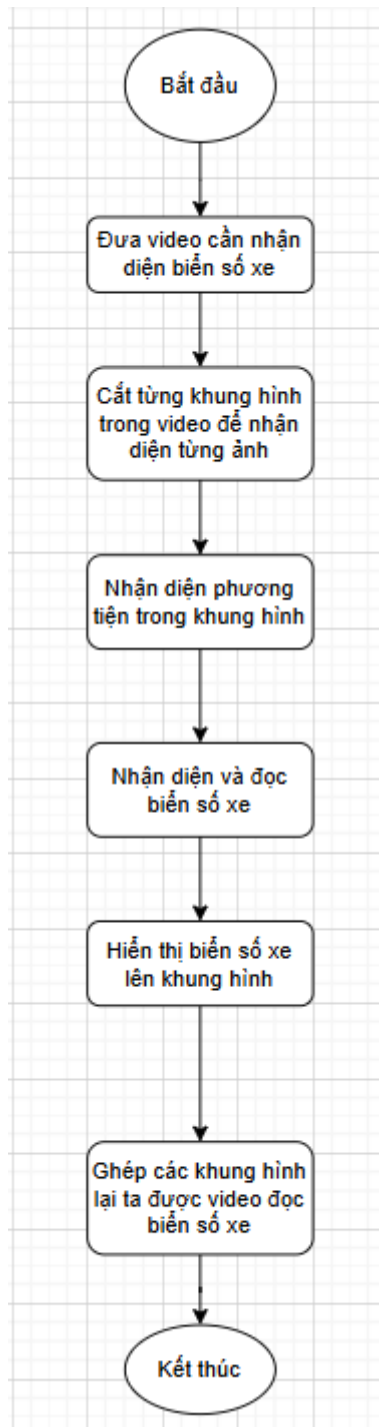 Bắt đầu
Đưa video cần nhận
diện biển số xe
Cắt từng khung hình
trong video để nhận
diện từng ảnh
Nhận diện phương
tiện trong khung hình
Nhận diện và đọc
biển số xe
Hiển thị biển số xe
lên khung hình
Ghép các khung hình
lại ta được video đọc
biển số xe
Kết thúc